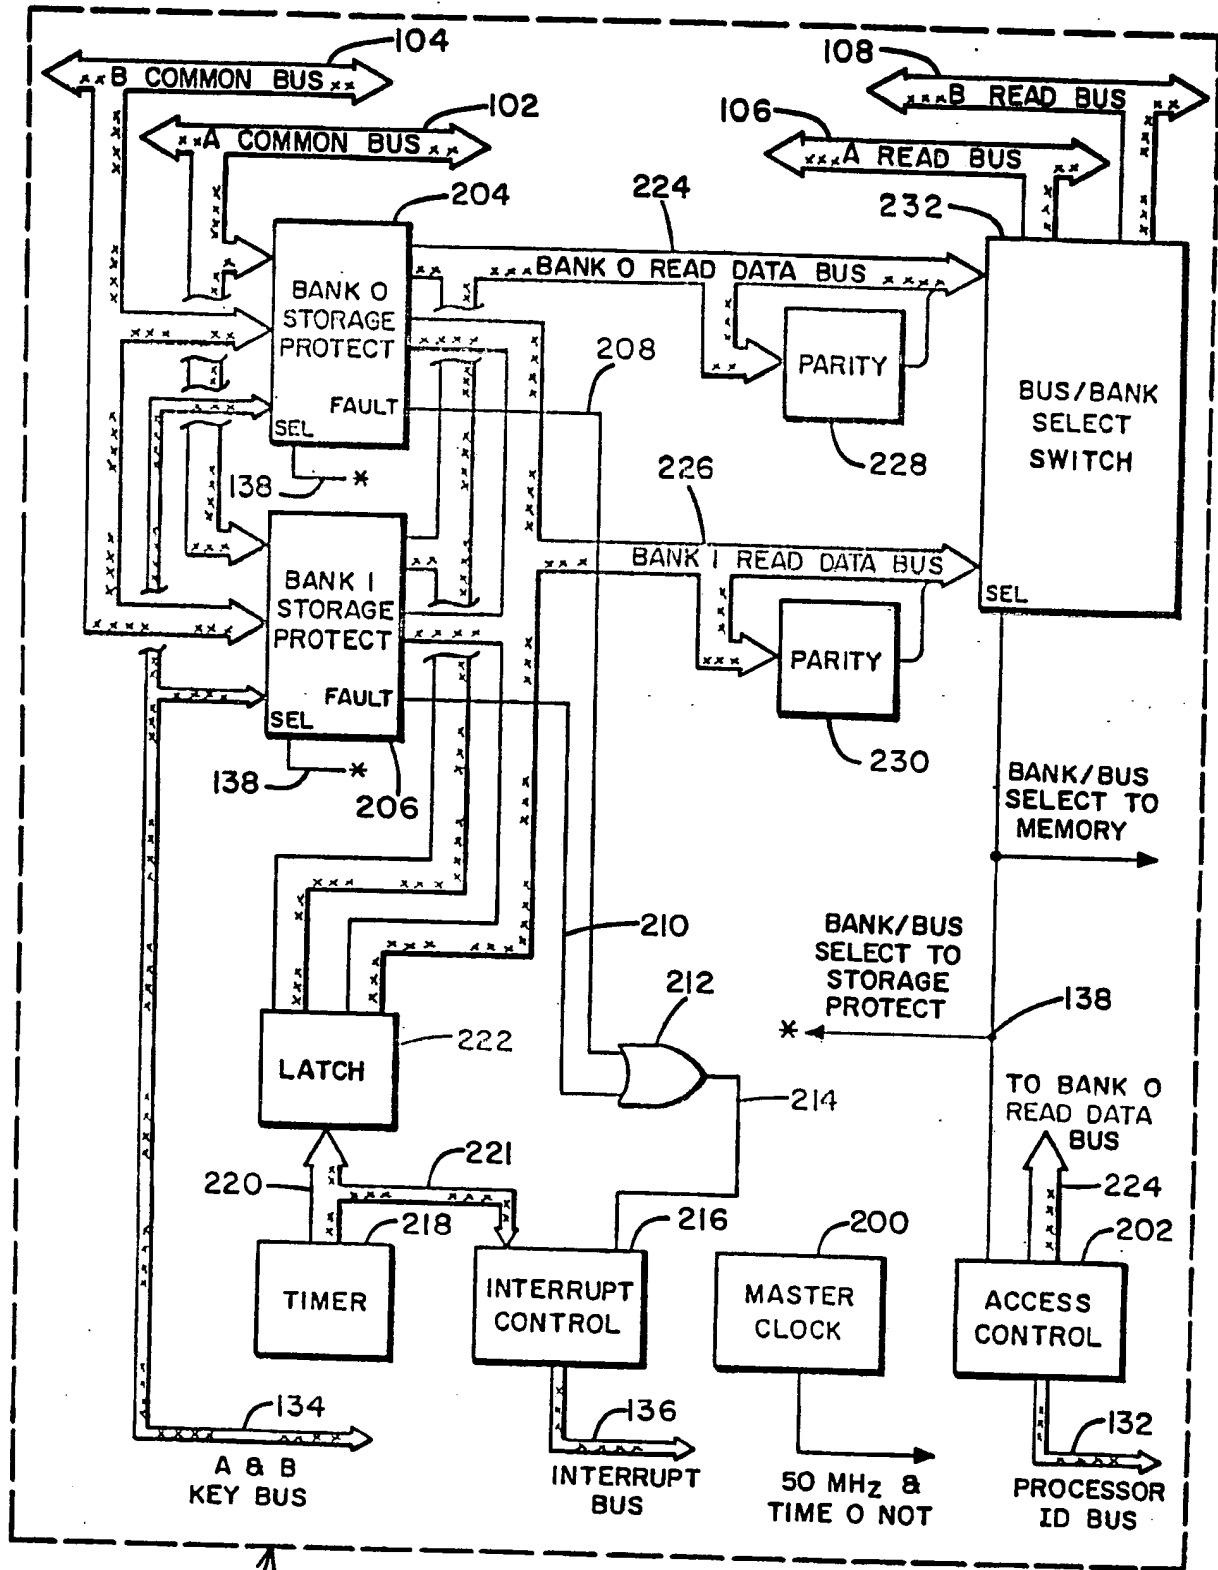 104
B COMMON BUS
102
A COMMON BUS
108
B READ BUS
106
A READ BUS
204
224
232
BANK 0
STORAGE
PROTECT
FAULT
SEL
138 *
BANK 0 READ DATA BUS
208
PARITY
228
BUS/BANK
SELECT
SWITCH
SEL
226
BANK 1 READ DATA BUS
BANK 1
STORAGE
PROTECT
FAULT
SEL
138 *
206
PARITY
230
BANK/BUS
SELECT TO
MEMORY
210
BANK/BUS
SELECT TO
STORAGE
PROTECT
*
138
212
LATCH
222
214
TO BANK 0
READ DATA
BUS
224
220
221
218
216
200
202
TIMER
INTERRUPT
CONTROL
MASTER
CLOCK
ACCESS
CONTROL
134
A & B
KEY BUS
136
INTERRUPT
BUS
50 MHz &
TIME 0 NOT
132
PROCESSOR
ID BUS